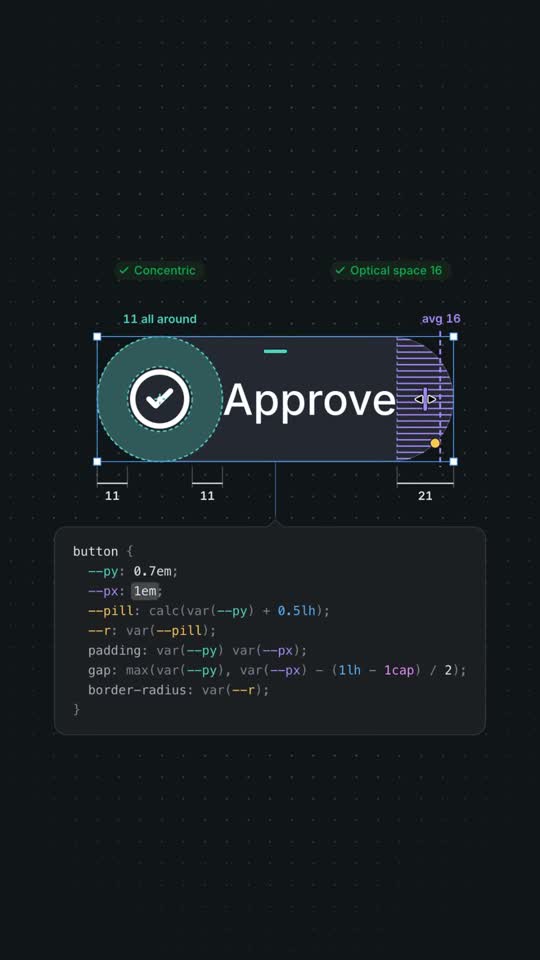 Concentric
Optical space 16
11 all around
avg 16
Approve
11
11
21
button {
  --py: 0.7em;
  --px: 1em;
  --pill: calc(var(--py) + 0.5lh);
  --r: var(--pill);
  padding: var(--py) var(--px);
  gap: max(var(--py), var(--px) - (1lh - 1cap) / 2);
  border-radius: var(--r);
}